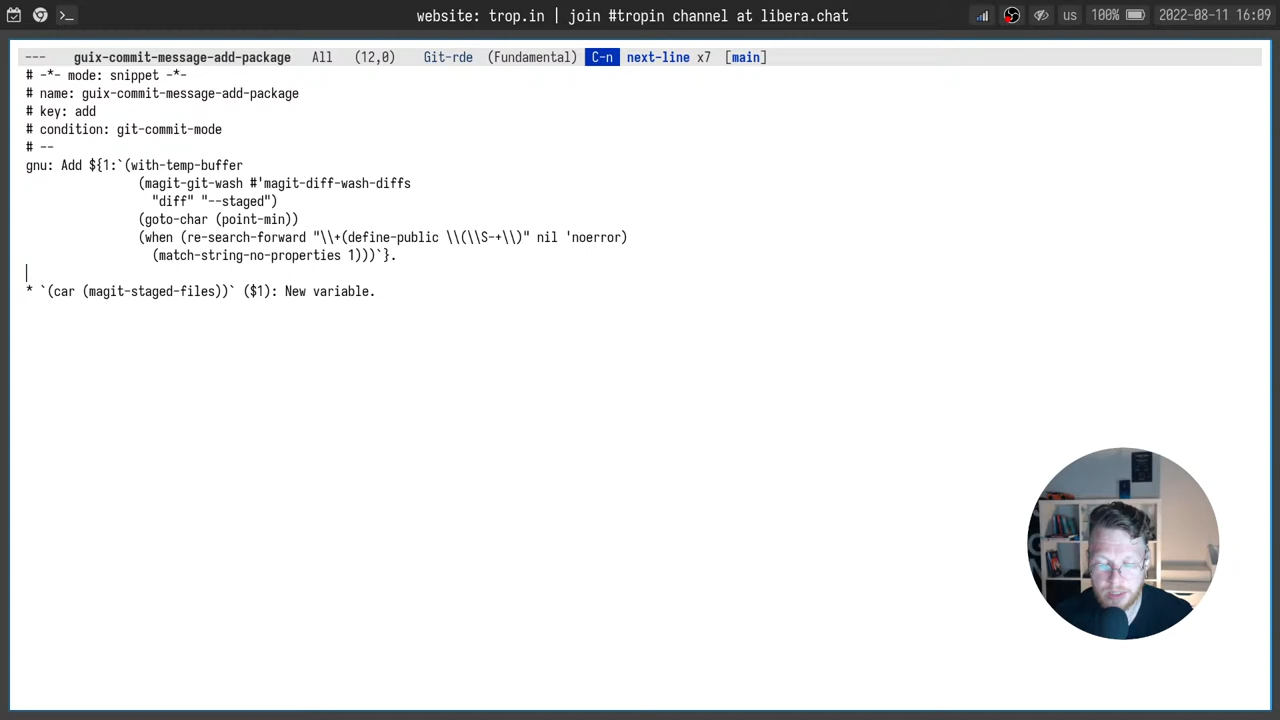 website: trop.in | join #tropin channel at libera.chat
us 100% 2022-08-11 16:09
--- guix-commit-message-add-package All (12,0) Git-rde (Fundamental) C-n next-line x7 [main]
# -*- mode: snippet -*-
# name: guix-commit-message-add-package
# key: add
# condition: git-commit-mode
# --
gnu: Add ${1:`(with-temp-buffer
(magit-git-wash #'magit-diff-wash-diffs
"diff" "--staged")
(goto-char (point-min))
(when (re-search-forward "\\+(define-public \\(\\S-+\\)" nil 'noerror)
(match-string-no-properties 1)))`}.
* `(car (magit-staged-files))` ($1): New variable.